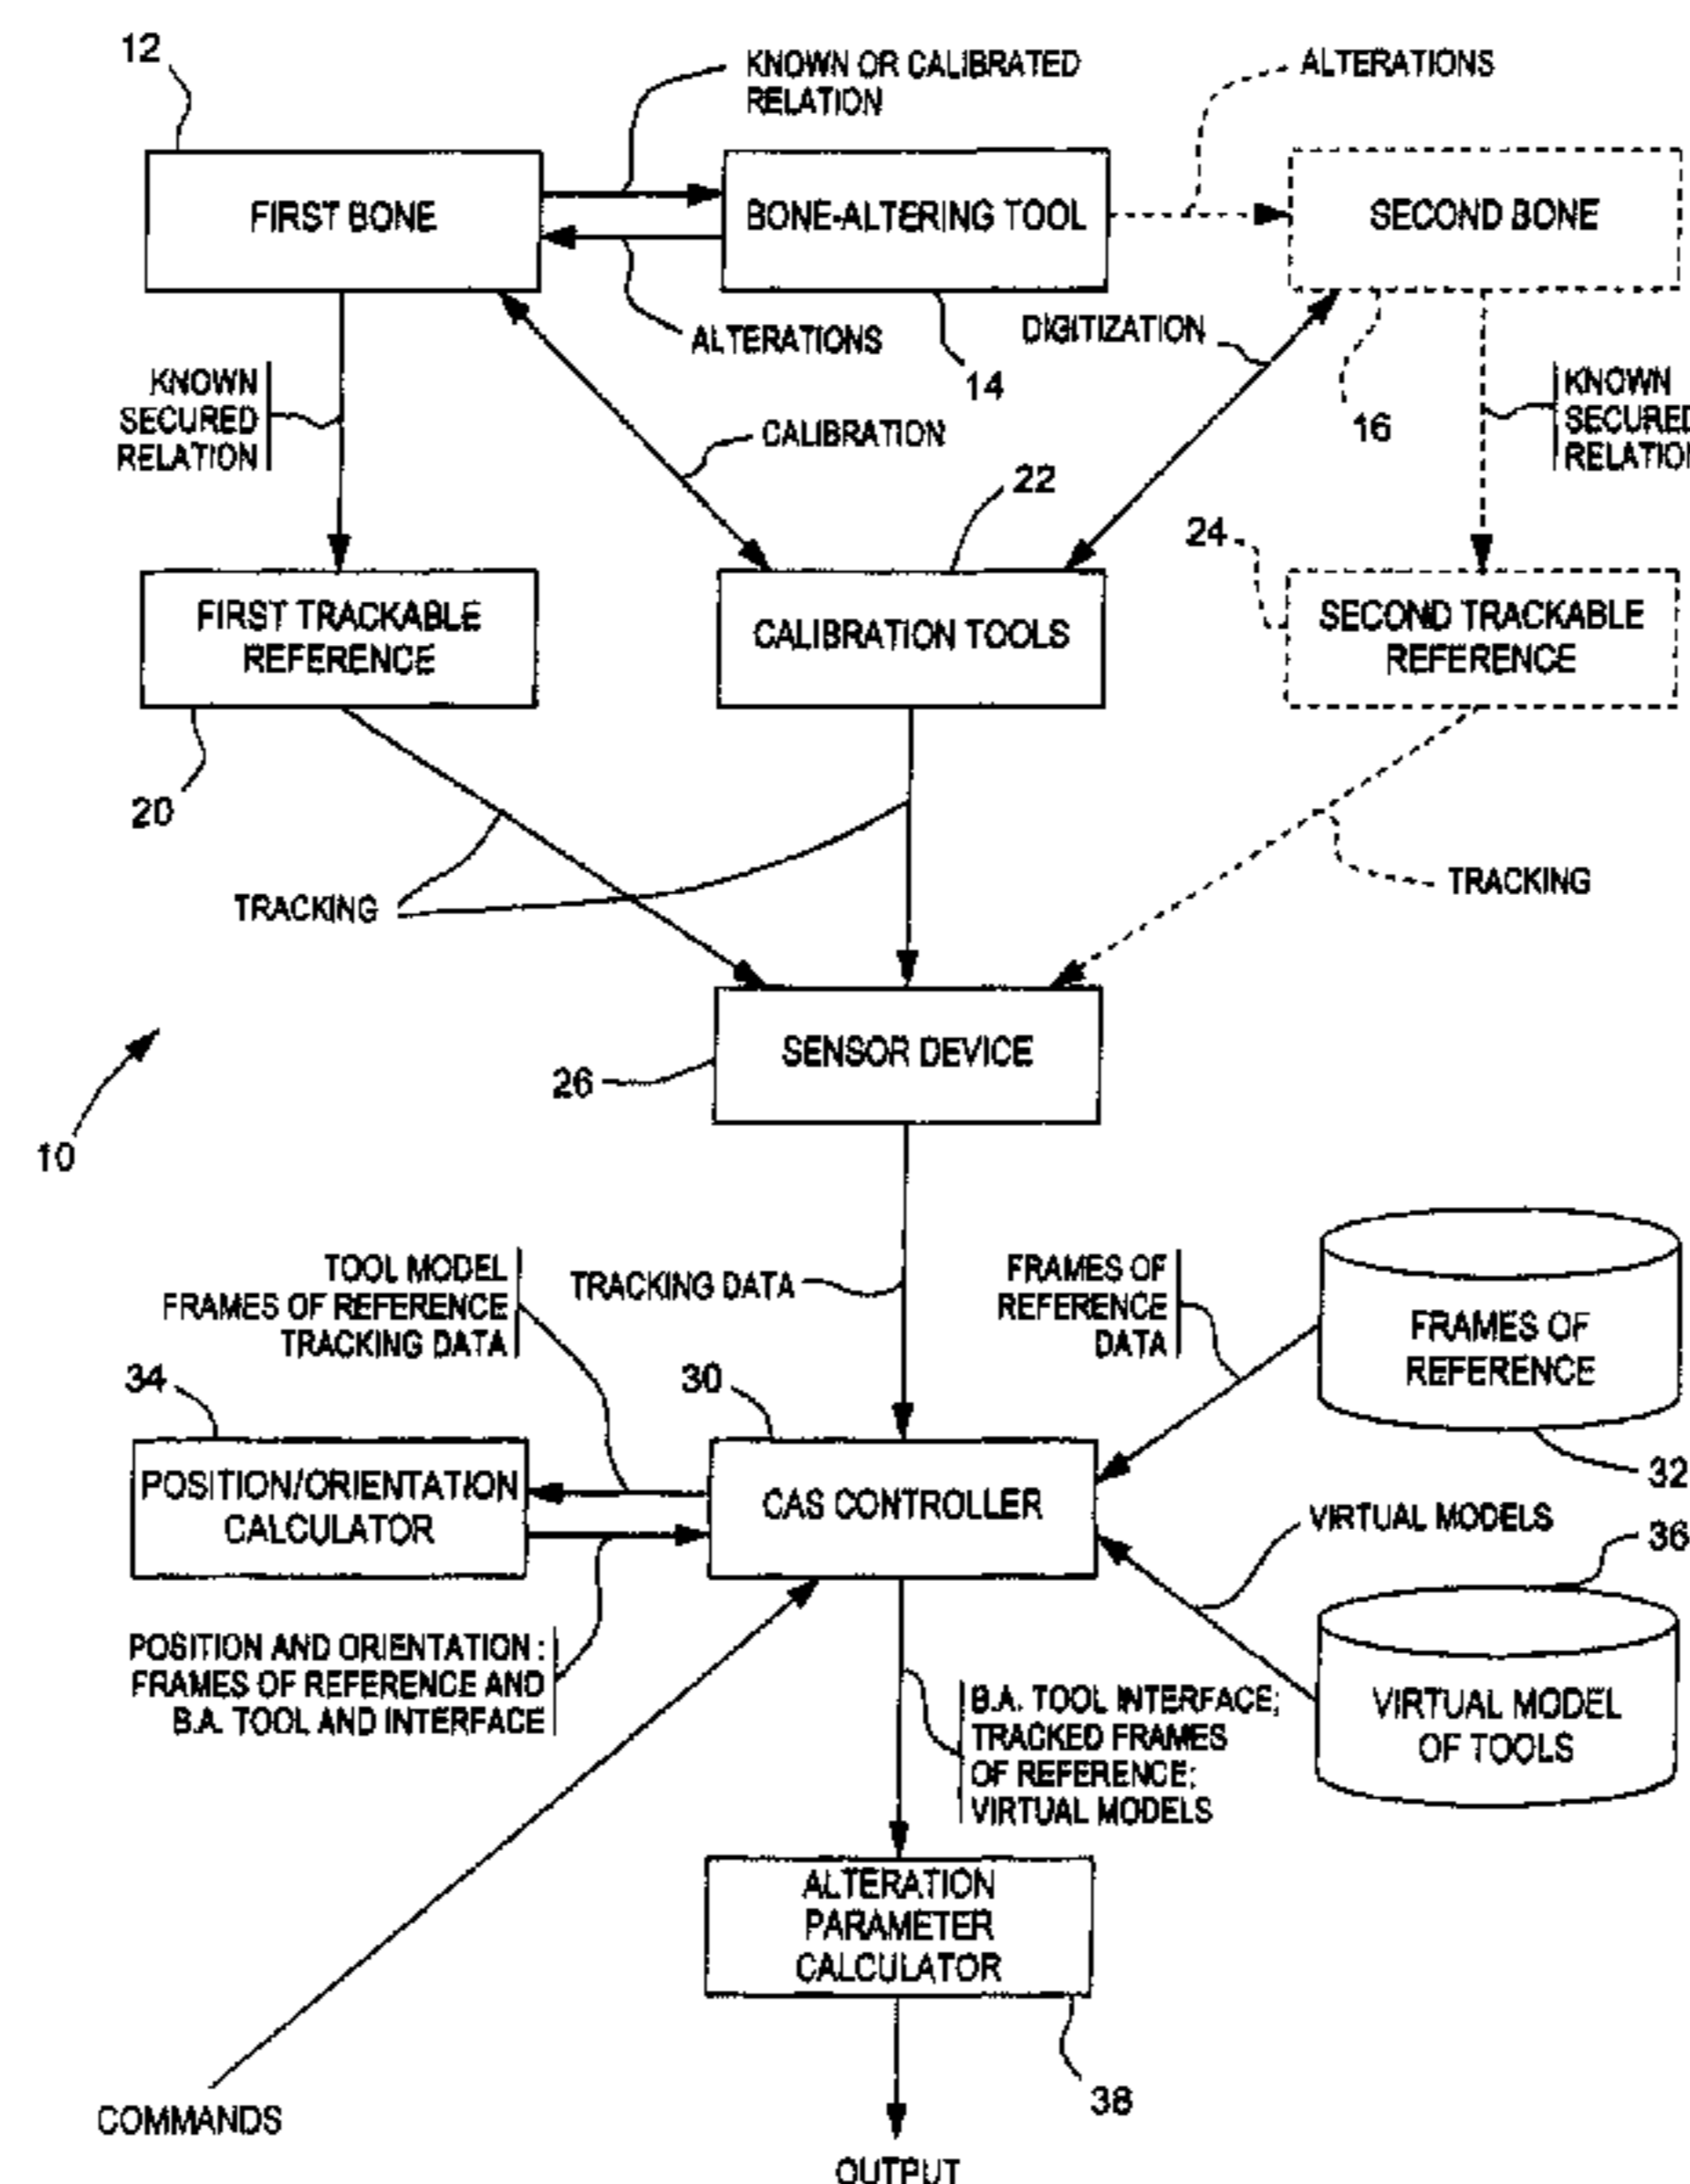 12
KNOWN OR CALIBRATED
RELATION
ALTERATIONS
FIRST BONE
BONE-ALTERING TOOL
SECOND BONE
ALTERATIONS
DIGITIZATION
14
16
KNOWN
SECURED
RELATION
KNOWN
SECURED
RELATION
CALIBRATION
22
24
FIRST TRACKABLE
REFERENCE
CALIBRATION TOOLS
SECOND TRACKABLE
REFERENCE
20
TRACKING
TRACKING
SENSOR DEVICE
26
10
TOOL MODEL
FRAMES OF REFERENCE
TRACKING DATA
TRACKING DATA
FRAMES OF
REFERENCE
DATA
FRAMES OF
REFERENCE
34
30
32
POSITION/ORIENTATION
CALCULATOR
CAS CONTROLLER
VIRTUAL MODELS
36
POSITION AND ORIENTATION :
FRAMES OF REFERENCE AND
B.A. TOOL AND INTERFACE
B.A. TOOL INTERFACE;
TRACKED FRAMES
OF REFERENCE;
VIRTUAL MODELS
VIRTUAL MODEL
OF TOOLS
ALTERATION
PARAMETER
CALCULATOR
38
COMMANDS
OUTPUT